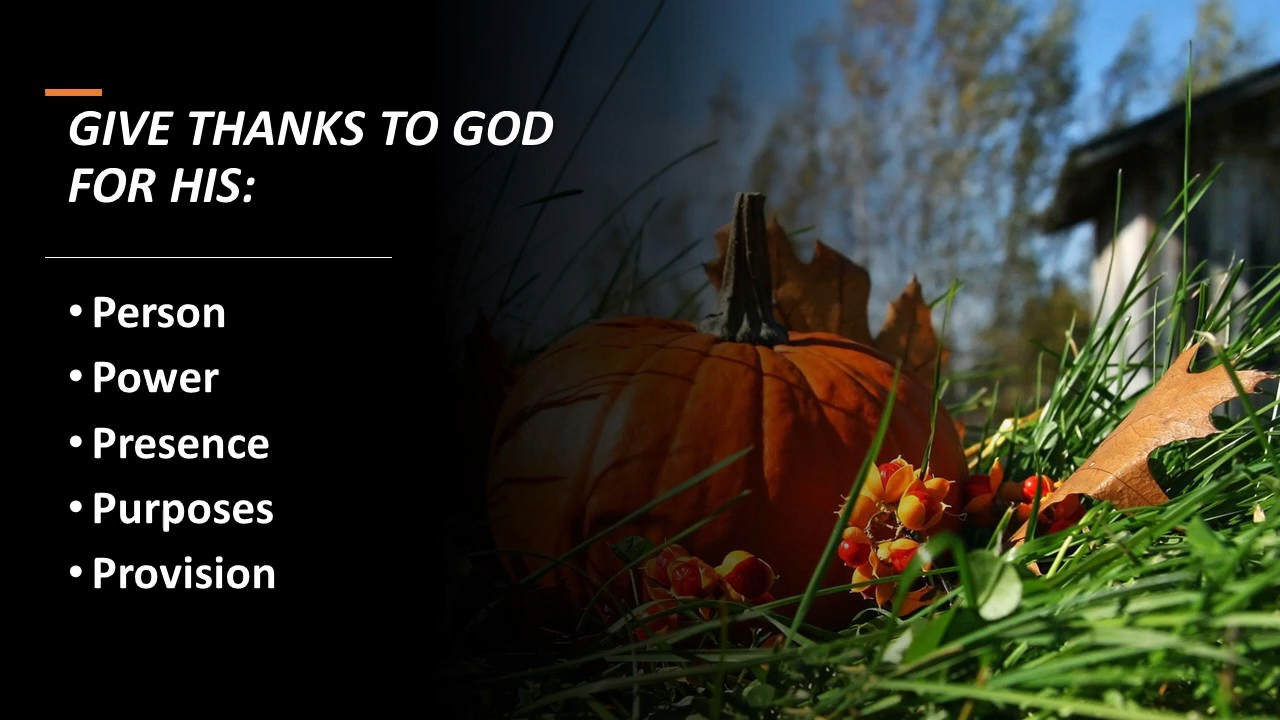 GIVE THANKS TO GOD
FOR HIS:
• Person
• Power
• Presence
• Purposes
• Provision